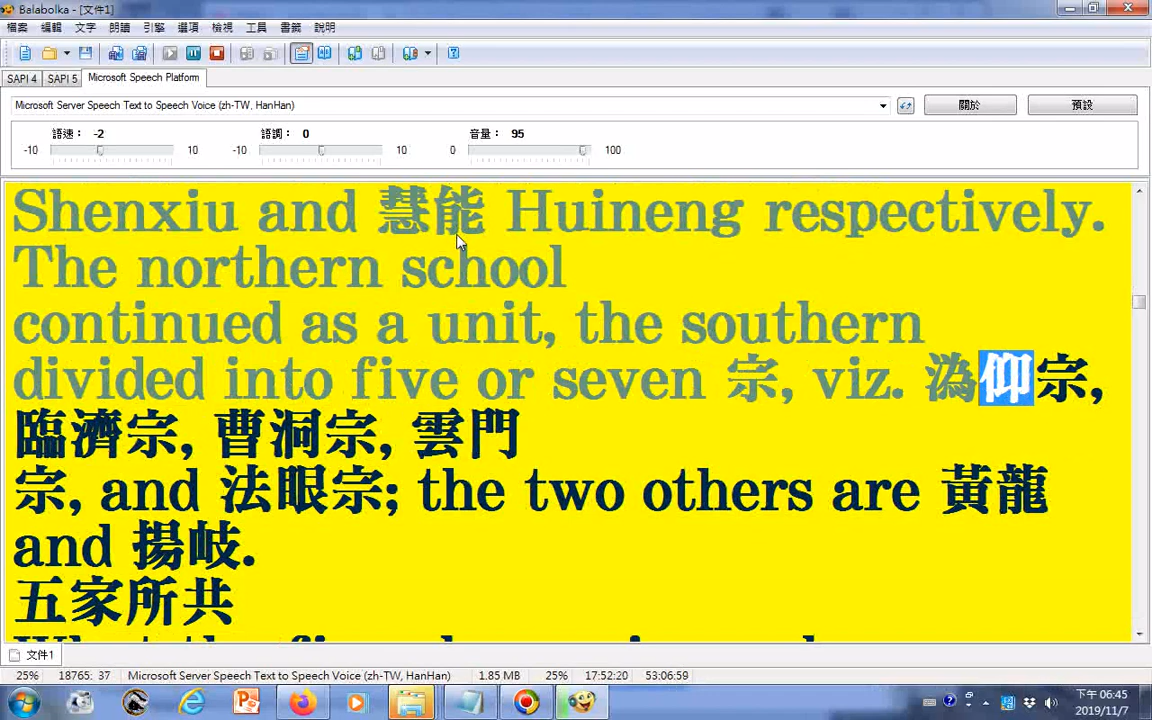 Balabolka - [文件1]
檔案 編輯 文字 朗讀 引擎 選項 檢視 工具 書籤 說明
SAPI 4 SAPI 5 Microsoft Speech Platform
Microsoft Server Speech Text to Speech Voice (zh-TW, HanHan) 關於 預設
語速： -2 語調： 0 音量： 95
-10 10 -10 10 0 100
Shenxiu and 慧能 Huineng respectively.
The northern school
continued as a unit, the southern
divided into five or seven 宗, viz. 溈仰宗,
臨濟宗, 曹洞宗, 雲門
宗, and 法眼宗; the two others are 黃龍
and 揚岐.
五家所共
文件1
25% 18765: 37 Microsoft Server Speech Text to Speech Voice (zh-TW, HanHan) 1.85 MB 25% 17:52:20 53:06:59
下午 06:45
2019/11/7